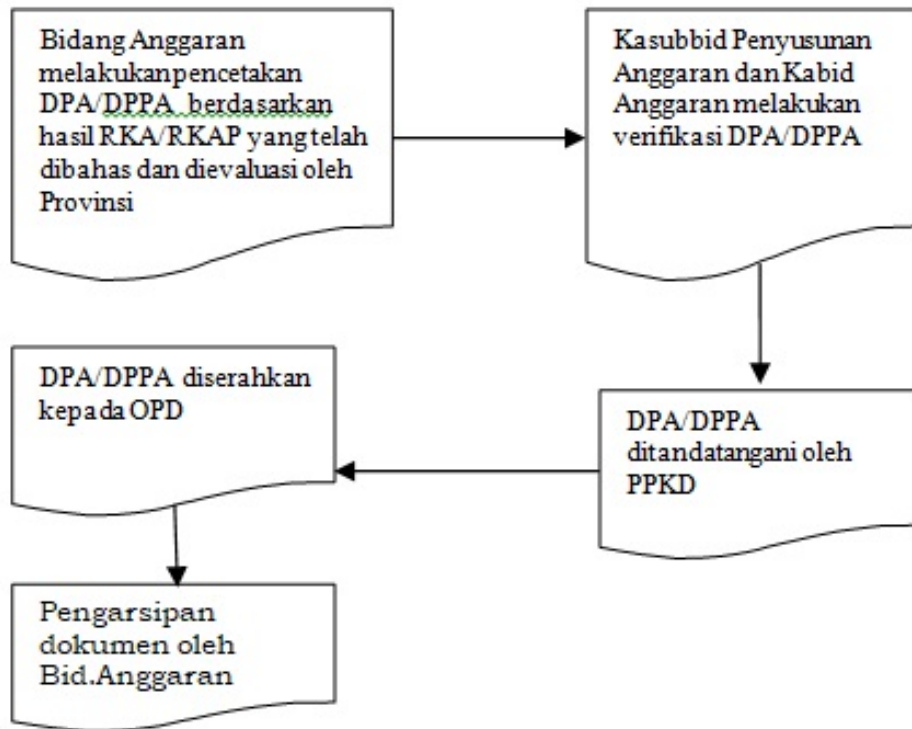 Bidang Anggaran
melakukan pencetakan
DPA/DPPA berdasarkan
hasil RKA/RKAP yang telah
dibahas dan dievaluasi oleh
Provinsi
Kasubbid Penyusunan
Anggaran dan Kabid
Anggaran melakukan
verifikasi DPA/DPPA
DPA/DPPA
ditandatangani oleh
PPKD
DPA/DPPA diserahkan
kepada OPD
Pengarsipan
dokumen oleh
Bid.Anggaran